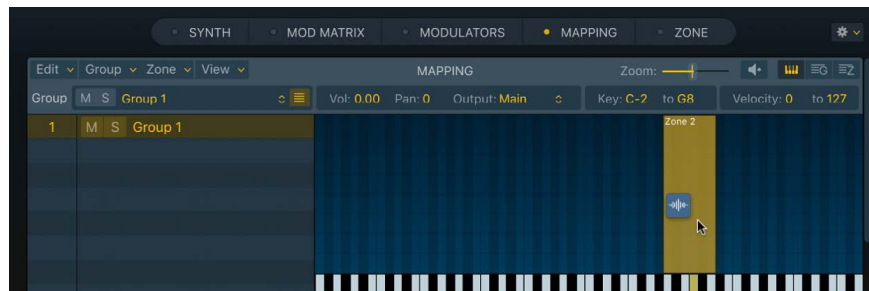 SYNTH MOD MATRIX MODULATORS MAPPING ZONE
Edit Group Zone View MAPPING Zoom: G Z
Group M S Group 1 Vol: 0.00 Pan: 0 Output: Main Key: C-2 to G8 Velocity: 0 to 127
1 M S Group 1 Zone 2